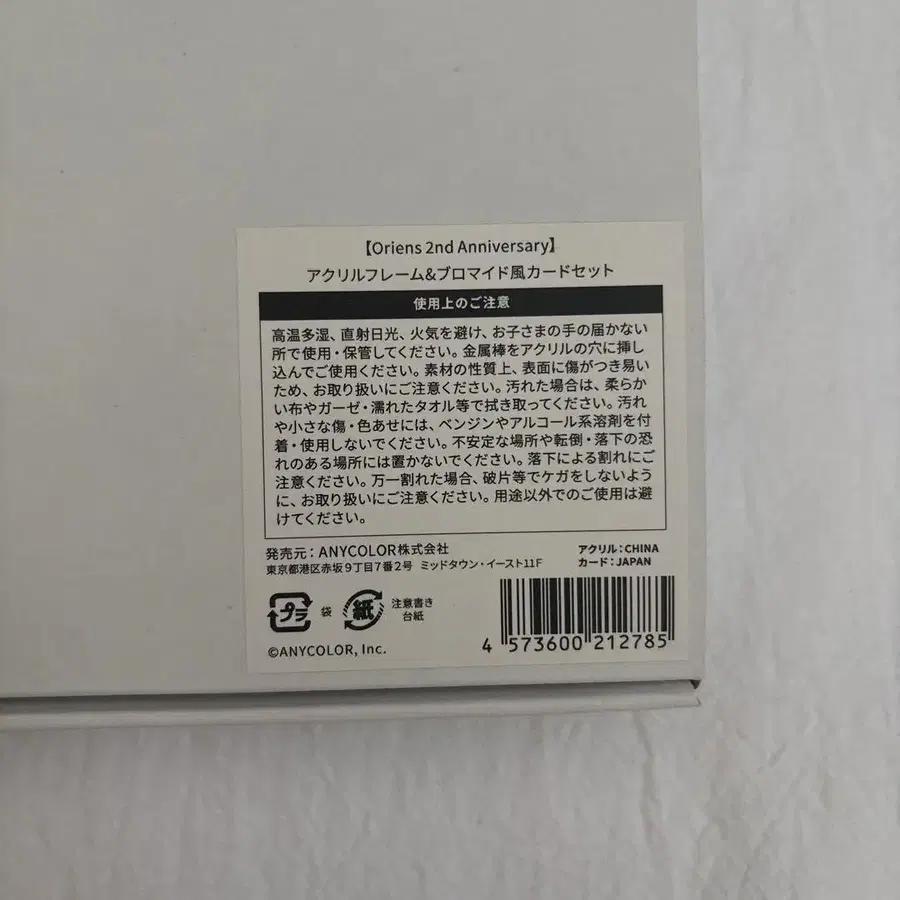 【Oriens 2nd Anniversary】
アクリルフレーム&ブロマイド風カードセット
使用上のご注意
高温多湿、直射日光、火気を避け、お子さまの手の届かない
所で使用・保管してください。金属棒をアクリルの穴に挿し
込んでご使用ください。素材の性質上、表面に傷がつき易い
ため、お取り扱いにご注意ください。汚れた場合は、柔らか
い布やガーゼ・濡れたタオル等で拭き取ってください。汚れ
や小さな傷・色あせには、ベンジンやアルコール系溶剤を付
着・使用しないでください。不安定な場所や転倒・落下の恐
れのある場所には置かないでください。落下による割れにご
注意ください。万一割れた場合、破片等でケガをしないよう
に、お取り扱いにご注意ください。用途以外でのご使用は避
けてください。
発売元：ANYCOLOR株式会社
東京都港区赤坂9丁目7番2号 ミッドタウン・イースト11F
アクリル：CHINA
カード：JAPAN
プラ 袋 紙 注意書き
台紙
©ANYCOLOR, Inc.
4 573600 212785